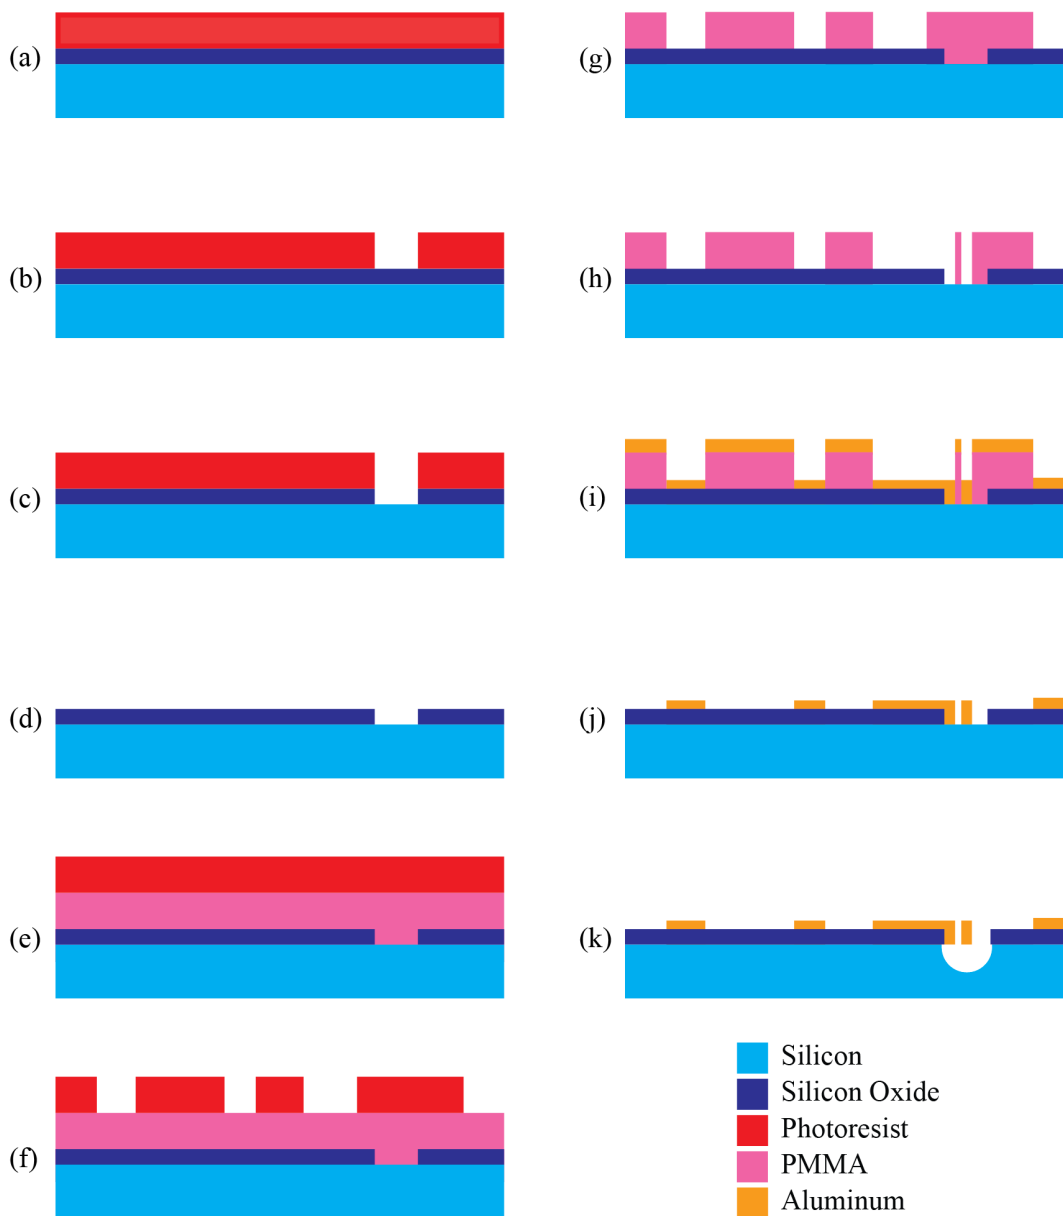 (a)
(b)
(c)
(d)
(e)
(f)
(g)
(h)
(i)
(j)
(k)
Silicon
Silicon Oxide
Photoresist
PMMA
Aluminum